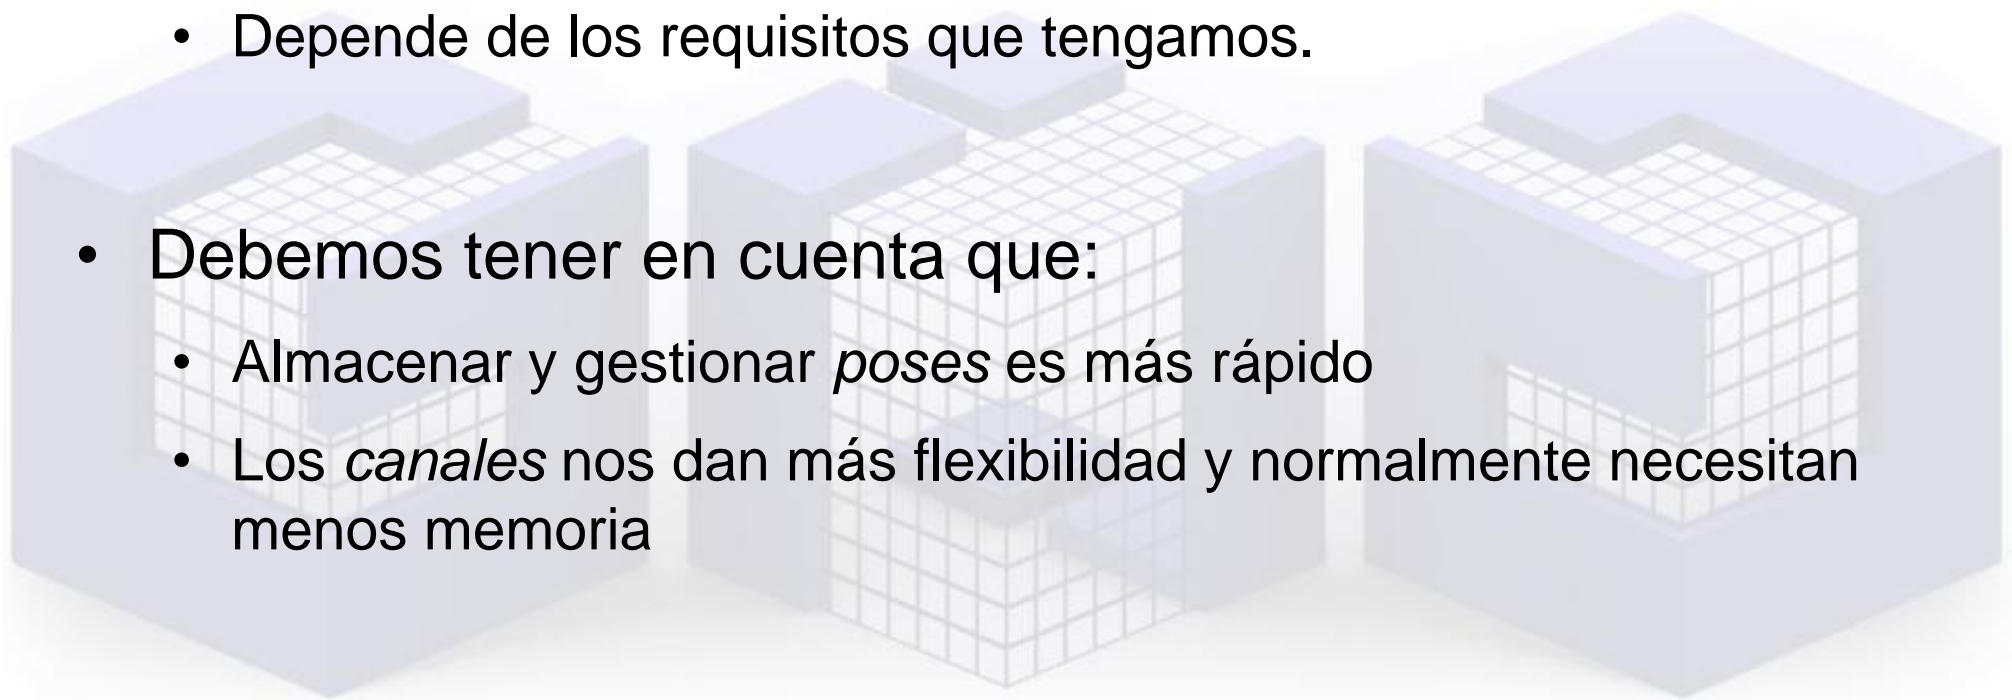 • Depende de los requisitos que tengamos.
• Debemos tener en cuenta que:
• Almacenar y gestionar poses es más rápido
• Los canales nos dan más flexibilidad y normalmente necesitan
menos memoria